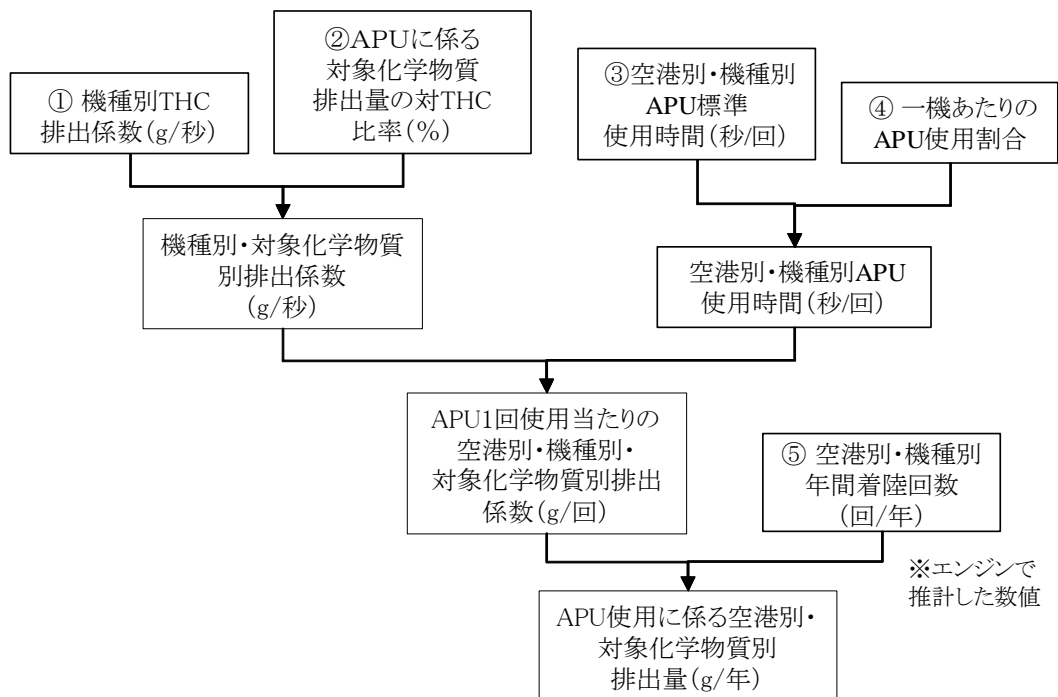 ① 機種別THC
排出係数(g/秒)
②APUに係る
対象化学物質
排出量の対THC
比率(%)
③空港別・機種別
APU標準
使用時間(秒/回)
④ 一機あたりの
APU使用割合
機種別・対象化学物質
別排出係数
(g/秒)
空港別・機種別APU
使用時間(秒/回)
APU1回使用当たりの
空港別・機種別・
対象化学物質別排出
係数(g/回)
⑤ 空港別・機種別
年間着陸回数
(回/年)
※エンジンで
推計した数値
APU使用に係る空港別・
対象化学物質別
排出量(g/年)